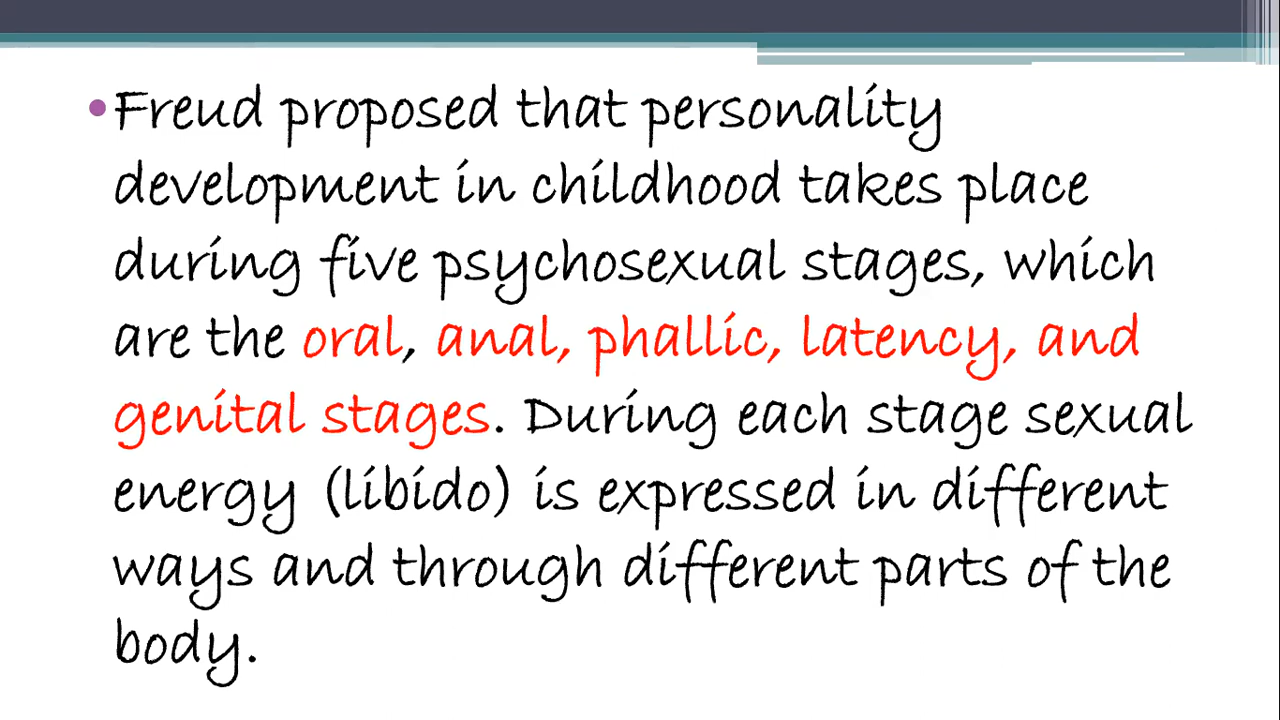 •Freud proposed that personality
development in childhood takes place
during five psychosexual stages, which
are the oral, anal, phallic, latency, and
genital stages. During each stage sexual
energy (libido) is expressed in different
ways and through different parts of the
body.